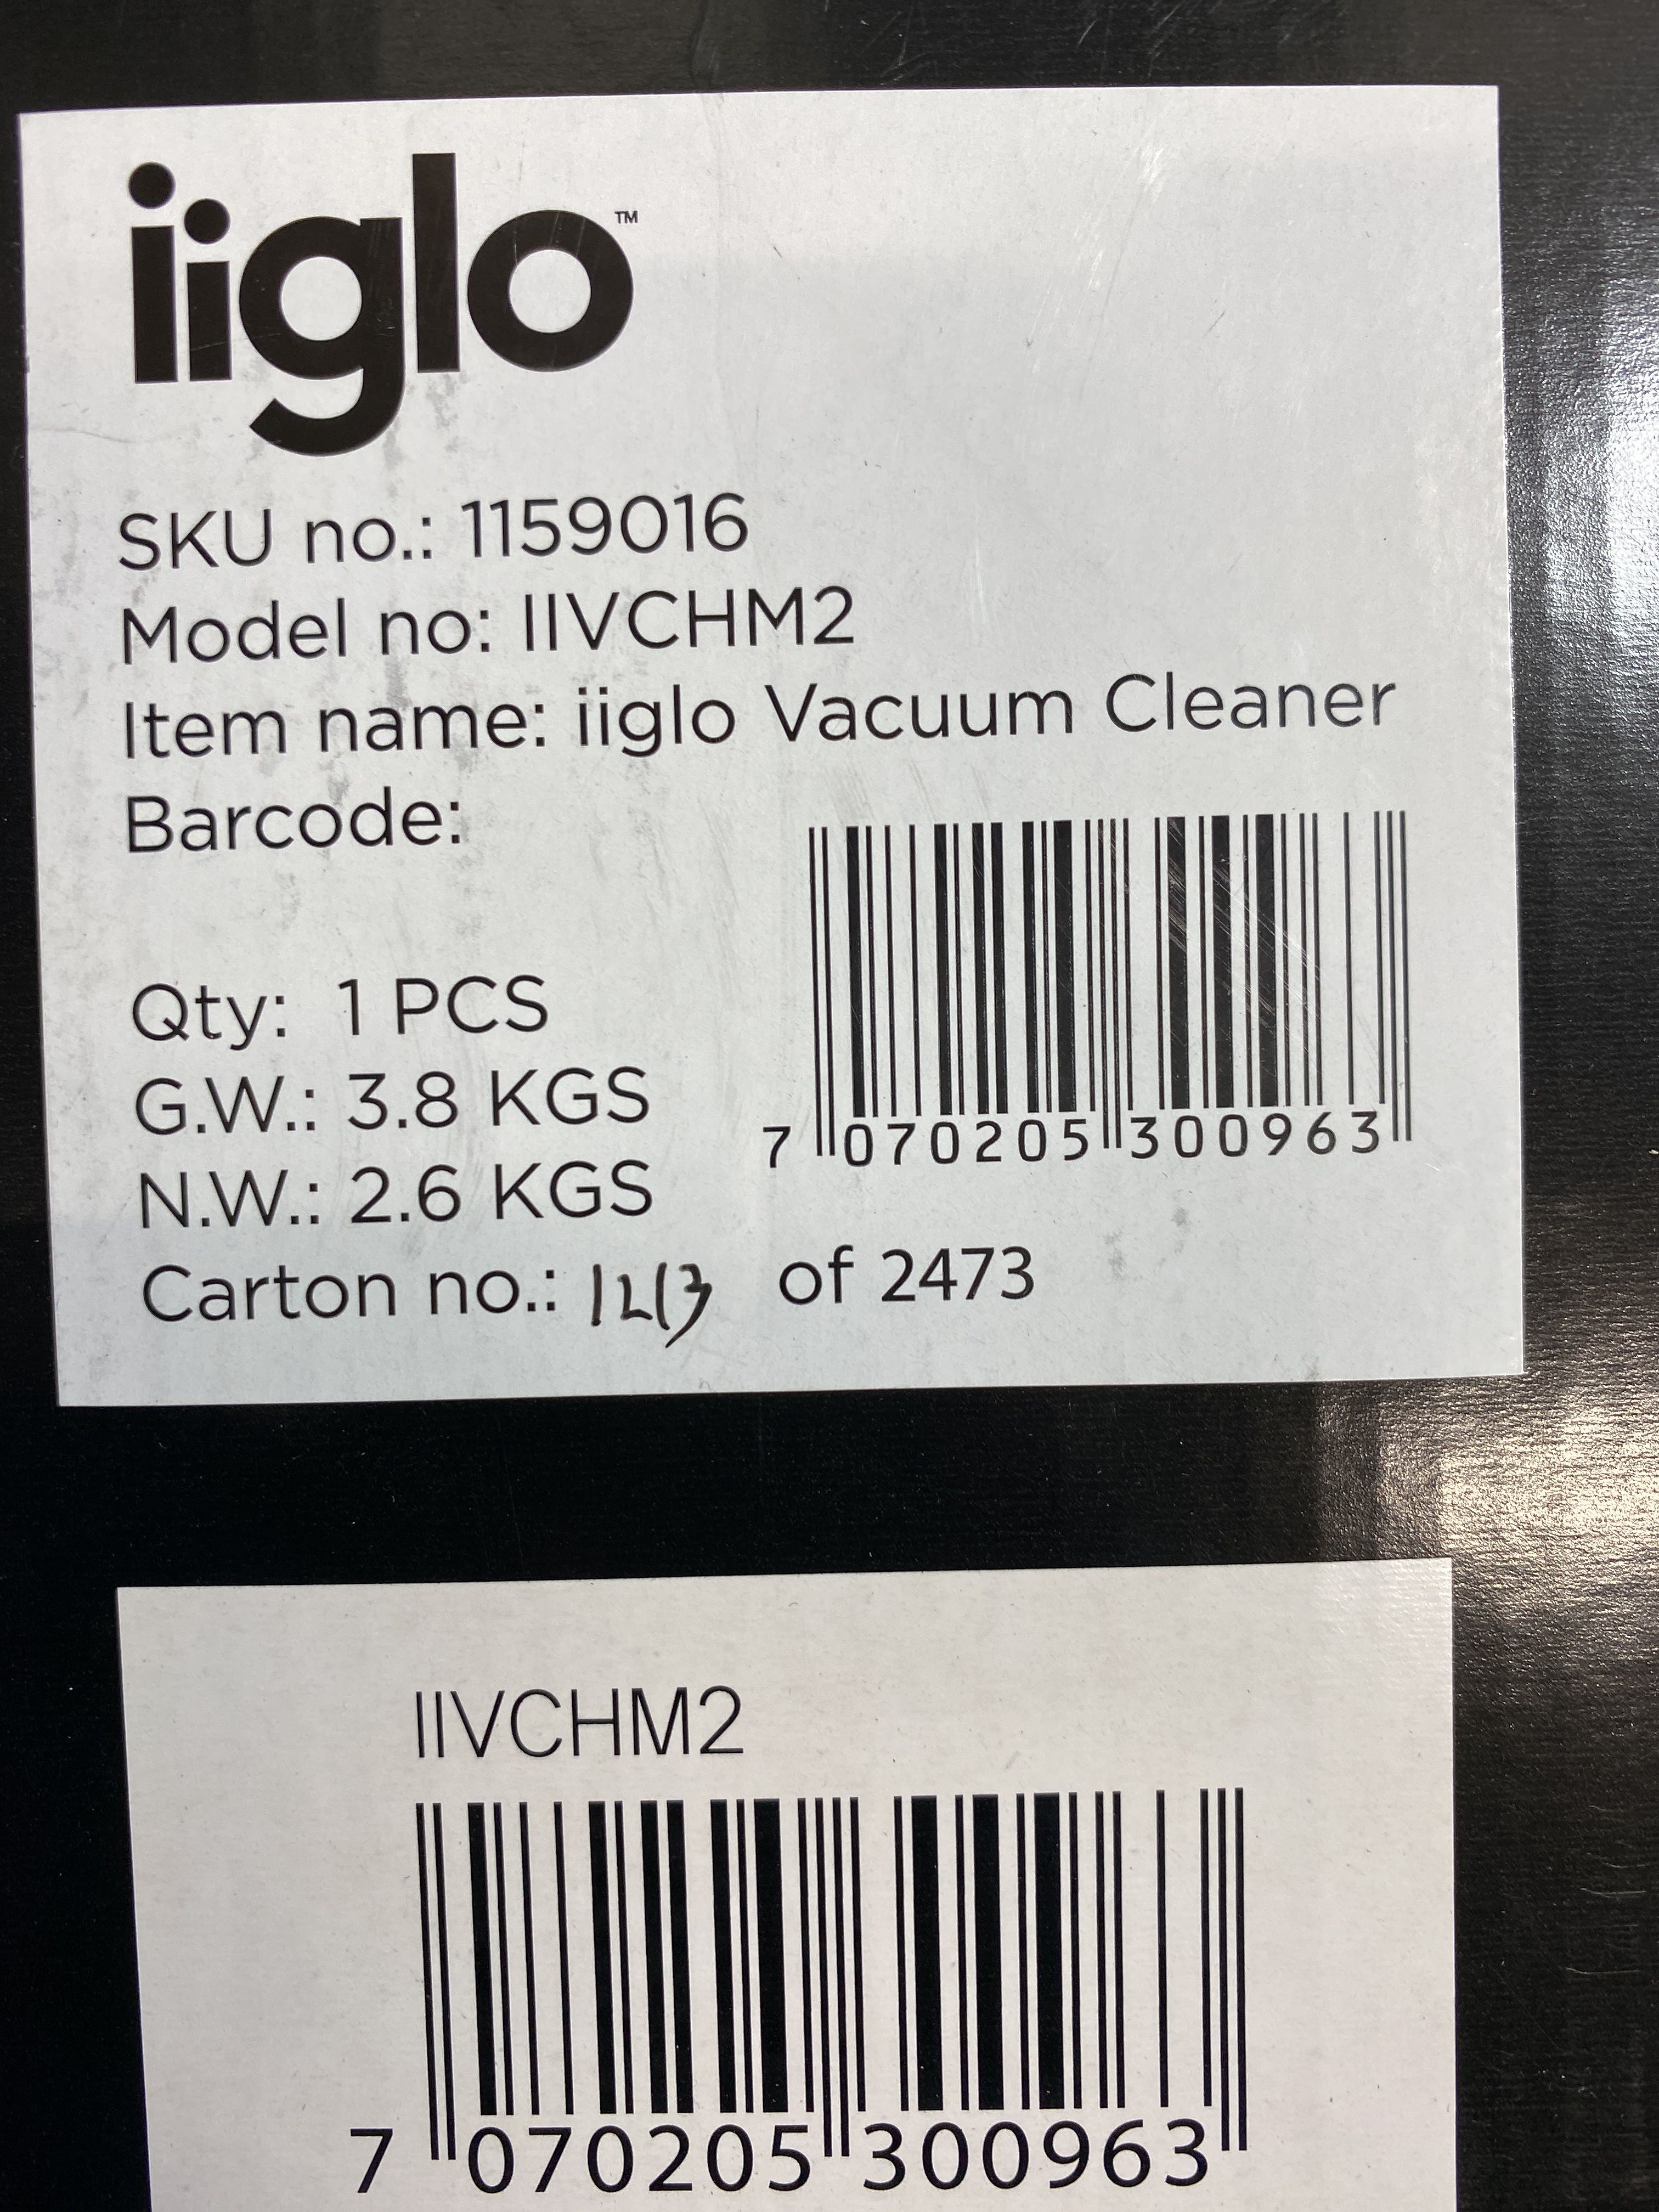 iiglo™
SKU no.: 1159016
Model no: IIVCHM2
Item name: iiglo Vacuum Cleaner
Barcode:
7 070205 300963
Qty: 1 PCS
G.W.: 3.8 KGS
N.W.: 2.6 KGS
Carton no.: 1213 of 2473
IIVCHM2
7 070205 300963